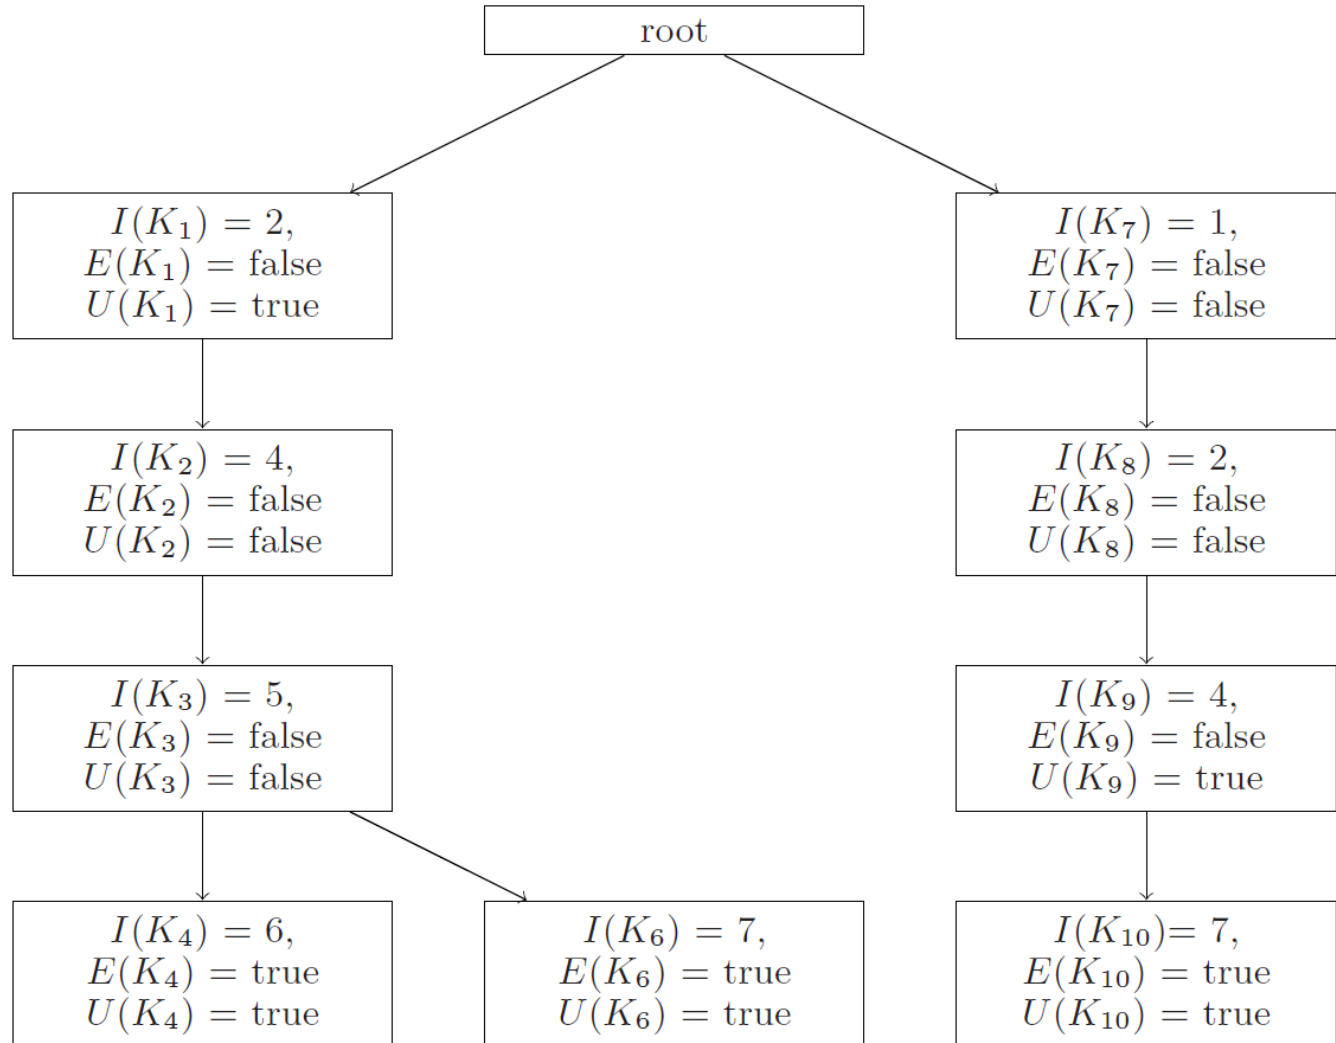 root
I(K₁) = 2,
E(K₁) = false
U(K₁) = true
I(K₇) = 1,
E(K₇) = false
U(K₇) = false
I(K₂) = 4,
E(K₂) = false
U(K₂) = false
I(K₈) = 2,
E(K₈) = false
U(K₈) = false
I(K₃) = 5,
E(K₃) = false
U(K₃) = false
I(K₉) = 4,
E(K₉) = false
U(K₉) = true
I(K₄) = 6,
E(K₄) = true
U(K₄) = true
I(K₆) = 7,
E(K₆) = true
U(K₆) = true
I(K₁₀)= 7,
E(K₁₀) = true
U(K₁₀) = true